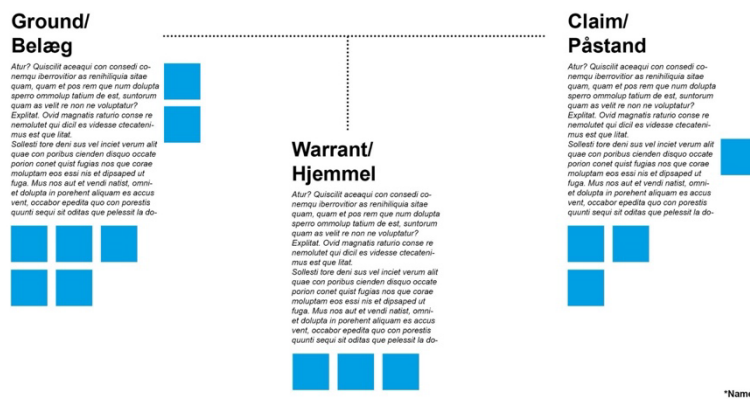 Ground/
Belæg
Atur? Quiscilit aceaqui con consedi co-
nemqu iberrovitior as renihiliquia sitae
quam, quam et pos rem que num dolupta
sperro ommolup tatium de est, suntorum
quam as velit re non ne voluptatur?
Explitat. Ovid magnatis raturio conse re
nemolutet qui dicil es videsse ctecateni-
mus est que litat.
Sollesti tore deni sus vel inciet verum alit
quae con poribus cienden disquo occate
porion conet quist fugias nos que corae
moluptam eos essi nis et dipsaped ut
fuga. Mus nos aut et vendi natist, omni-
et dolupta in porehent aliquam es accus
vent, occabor epedita quo con porestis
quunti sequi sit oditas que pelessit la do-
Warrant/
Hjemmel
Atur? Quiscilit aceaqui con consedi co-
nemqu iberrovitior as renihiliquia sitae
quam, quam et pos rem que num dolupta
sperro ommolup tatium de est, suntorum
quam as velit re non ne voluptatur?
Explitat. Ovid magnatis raturio conse re
nemolutet qui dicil es videsse ctecateni-
mus est que litat.
Sollesti tore deni sus vel inciet verum alit
quae con poribus cienden disquo occate
porion conet quist fugias nos que corae
moluptam eos essi nis et dipsaped ut
fuga. Mus nos aut et vendi natist, omni-
et dolupta in porehent aliquam es accus
vent, occabor epedita quo con porestis
quunti sequi sit oditas que pelessit la do-
Claim/
Påstand
Atur? Quiscilit aceaqui con consedi co-
nemqu iberrovitior as renihiliquia sitae
quam, quam et pos rem que num dolupta
sperro ommolup tatium de est, suntorum
quam as velit re non ne voluptatur?
Explitat. Ovid magnatis raturio conse re
nemolutet qui dicil es videsse ctecateni-
mus est que litat.
Sollesti tore deni sus vel inciet verum alit
quae con poribus cienden disquo occate
porion conet quist fugias nos que corae
moluptam eos essi nis et dipsaped ut
fuga. Mus nos aut et vendi natist, omni-
et dolupta in porehent aliquam es accus
vent, occabor epedita quo con porestis
quunti sequi sit oditas que pelessit la do-
*Name